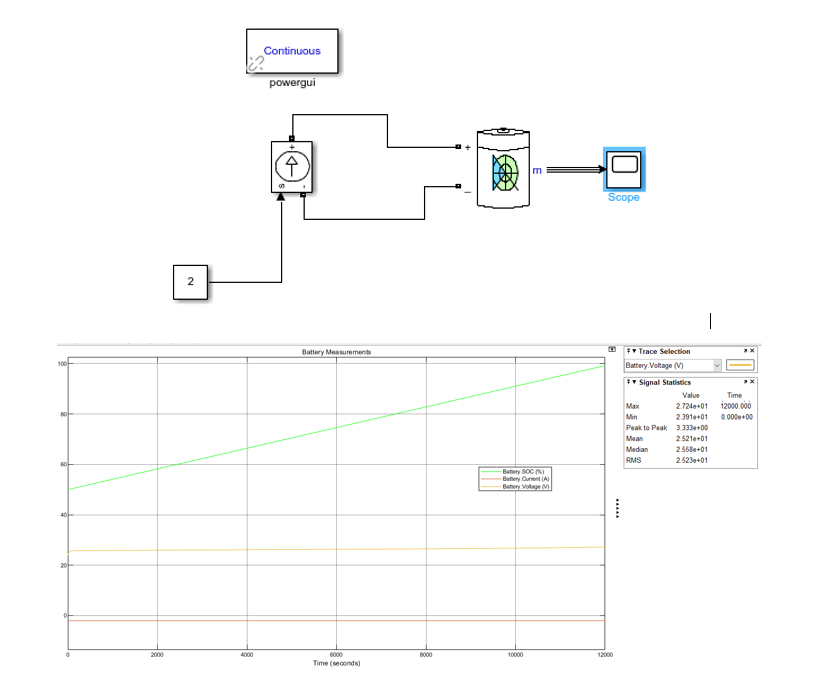 Continuous
powergui
+
s
-
+
m
_
Scope
2
Battery Measurements
100
80
60
40
20
0
Battery.SOC (%)
Battery.Current (A)
Battery.Voltage (V)
0 2000 4000 6000 8000 10000 12000
Time (seconds)
Trace Selection
Battery.Voltage (V)
Signal Statistics
Value Time
Max 2.724e+01 12000.000
Min 2.391e+01 0.000e+00
Peak to Peak 3.333e+00
Mean 2.521e+01
Median 2.558e+01
RMS 2.523e+01